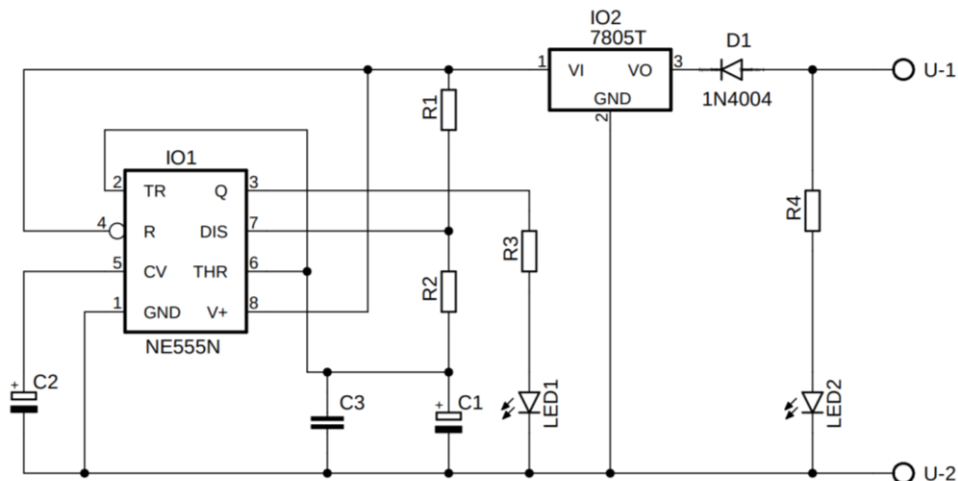 IO2
7805T
1 VI VO 3
GND
2
D1
1N4004
U-1
R1
IO1
2 TR Q 3
4 R DIS 7
5 CV THR 6
1 GND V+ 8
NE555N
R2
R3
R4
+ C2
C3
+ C1
LED1
LED2
U-2